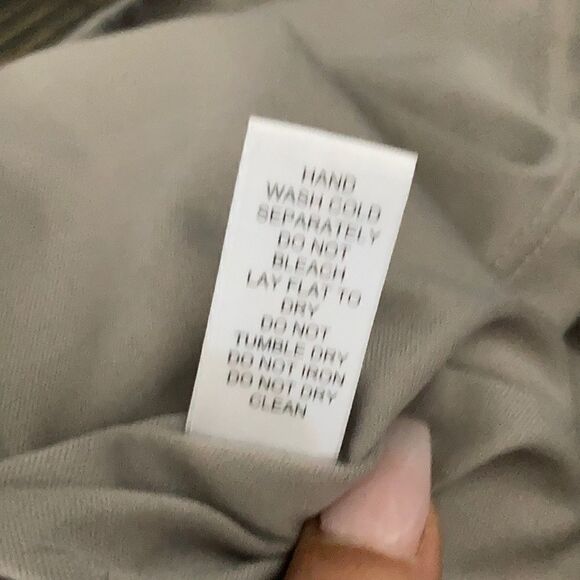 HAND
WASH COLD
SEPARATELY
DO NOT
BLEACH
LAY FLAT TO
DRY
DO NOT
TUMBLE DRY
DO NOT IRON
DO NOT DRY
CLEAN